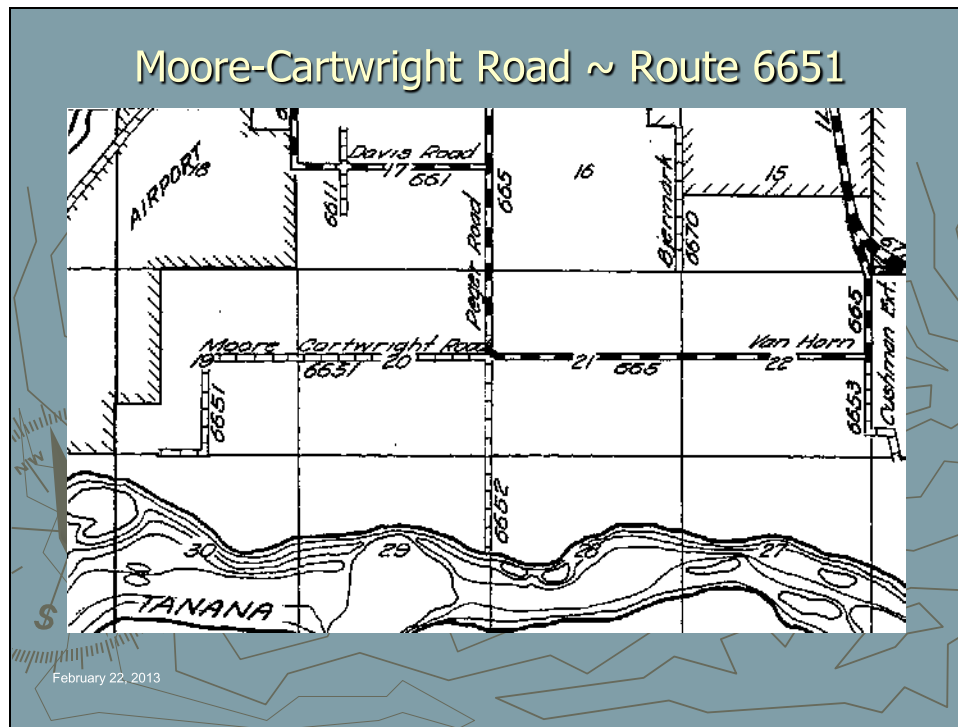 Moore-Cartwright Road ~ Route 6651
AIRPORT
18
Davis Road
17
661
6611
665
Peger Road
16
Bjermark
6670
15
Moore Cartwright Road
19
6651
20
6651
Van Horn
21
665
22
665
6653
Cushman Ext.
6652
30
29
28
27
TANANA
NW
S
February 22, 2013